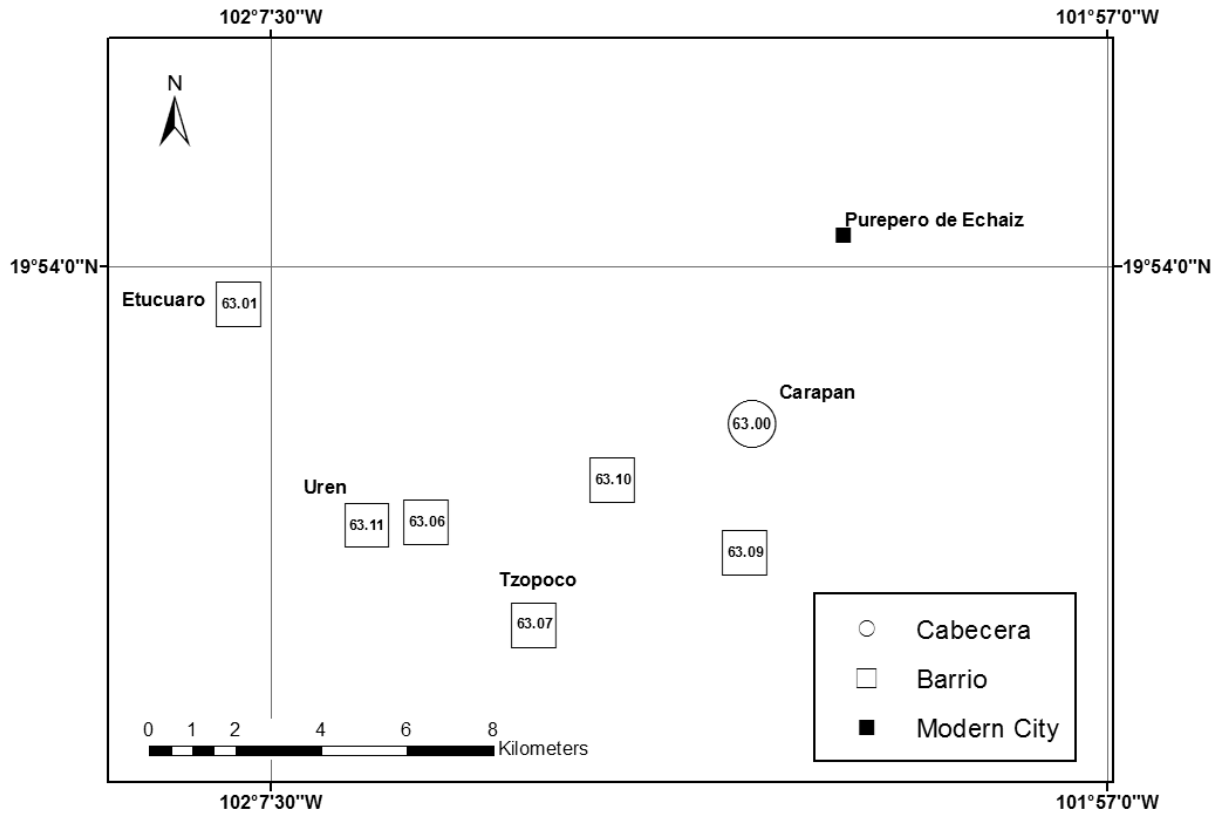 102°7'30"W 101°57'0"W
N
Purepero de Echaiz
19°54'0"N 19°54'0"N
Etucuaro 63.01
Carapan
63.00
63.10
Uren
63.11 63.06
63.09
Tzopoco
63.07
Cabecera
Barrio
Modern City
0 1 2 4 6 8
Kilometers
102°7'30"W 101°57'0"W